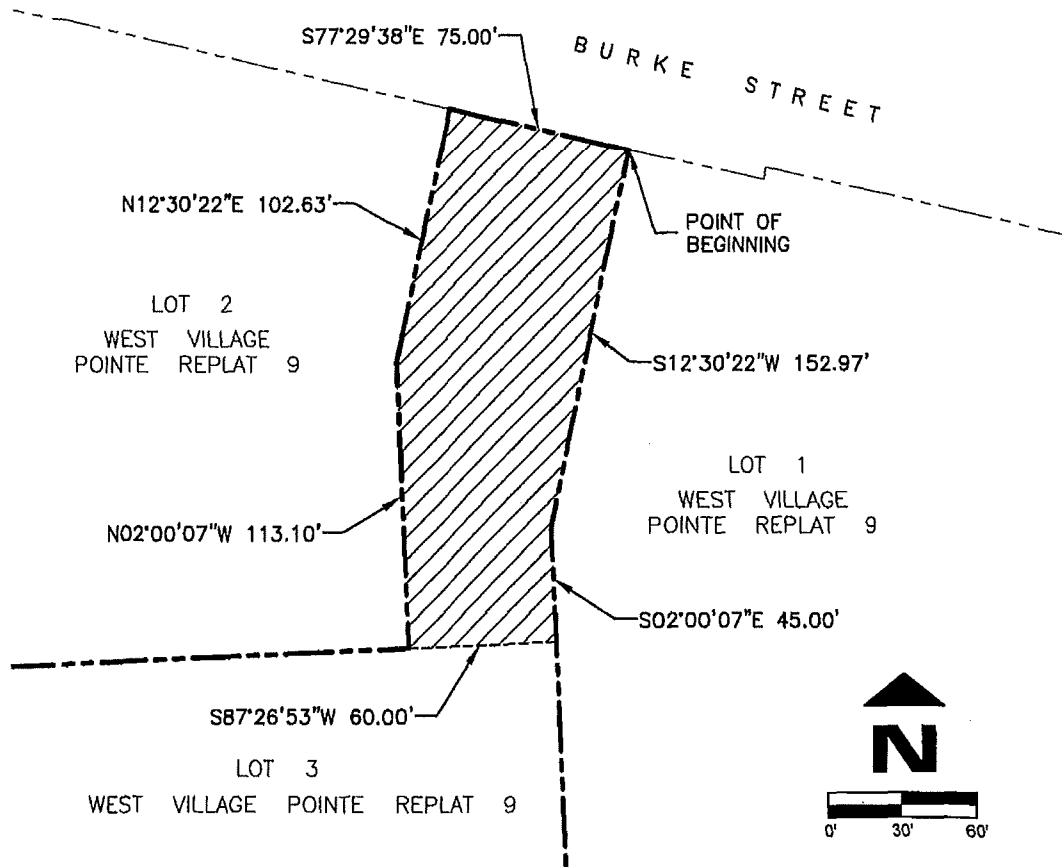 S77°29'38"E 75.00'
BURKE STREET
N12°30'22"E 102.63'
POINT OF
BEGINNING
LOT 2
WEST VILLAGE
POINTE REPLAT 9
S12°30'22"W 152.97'
LOT 1
WEST VILLAGE
POINTE REPLAT 9
N02°00'07"W 113.10'
S02°00'07"E 45.00'
S87°26'53"W 60.00'
LOT 3
WEST VILLAGE POINTE REPLAT 9
N
0' 30' 60'